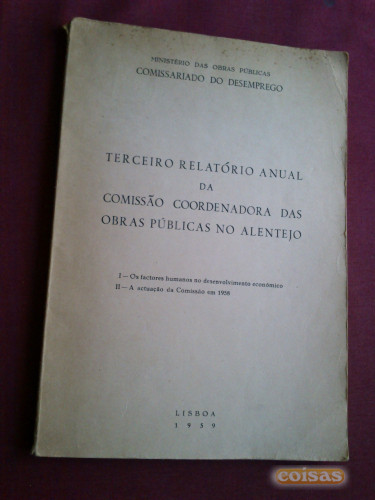 MINISTÉRIO DAS OBRAS PÚBLICAS
COMISSARIADO DO DESEMPREGO
TERCEIRO RELATÓRIO ANUAL
DA
COMISSÃO COORDENADORA DAS
OBRAS PÚBLICAS NO ALENTEJO
I — Os factores humanos no desenvolvimento económico
II — A actuação da Comissão em 1958
LISBOA
1959
coisas